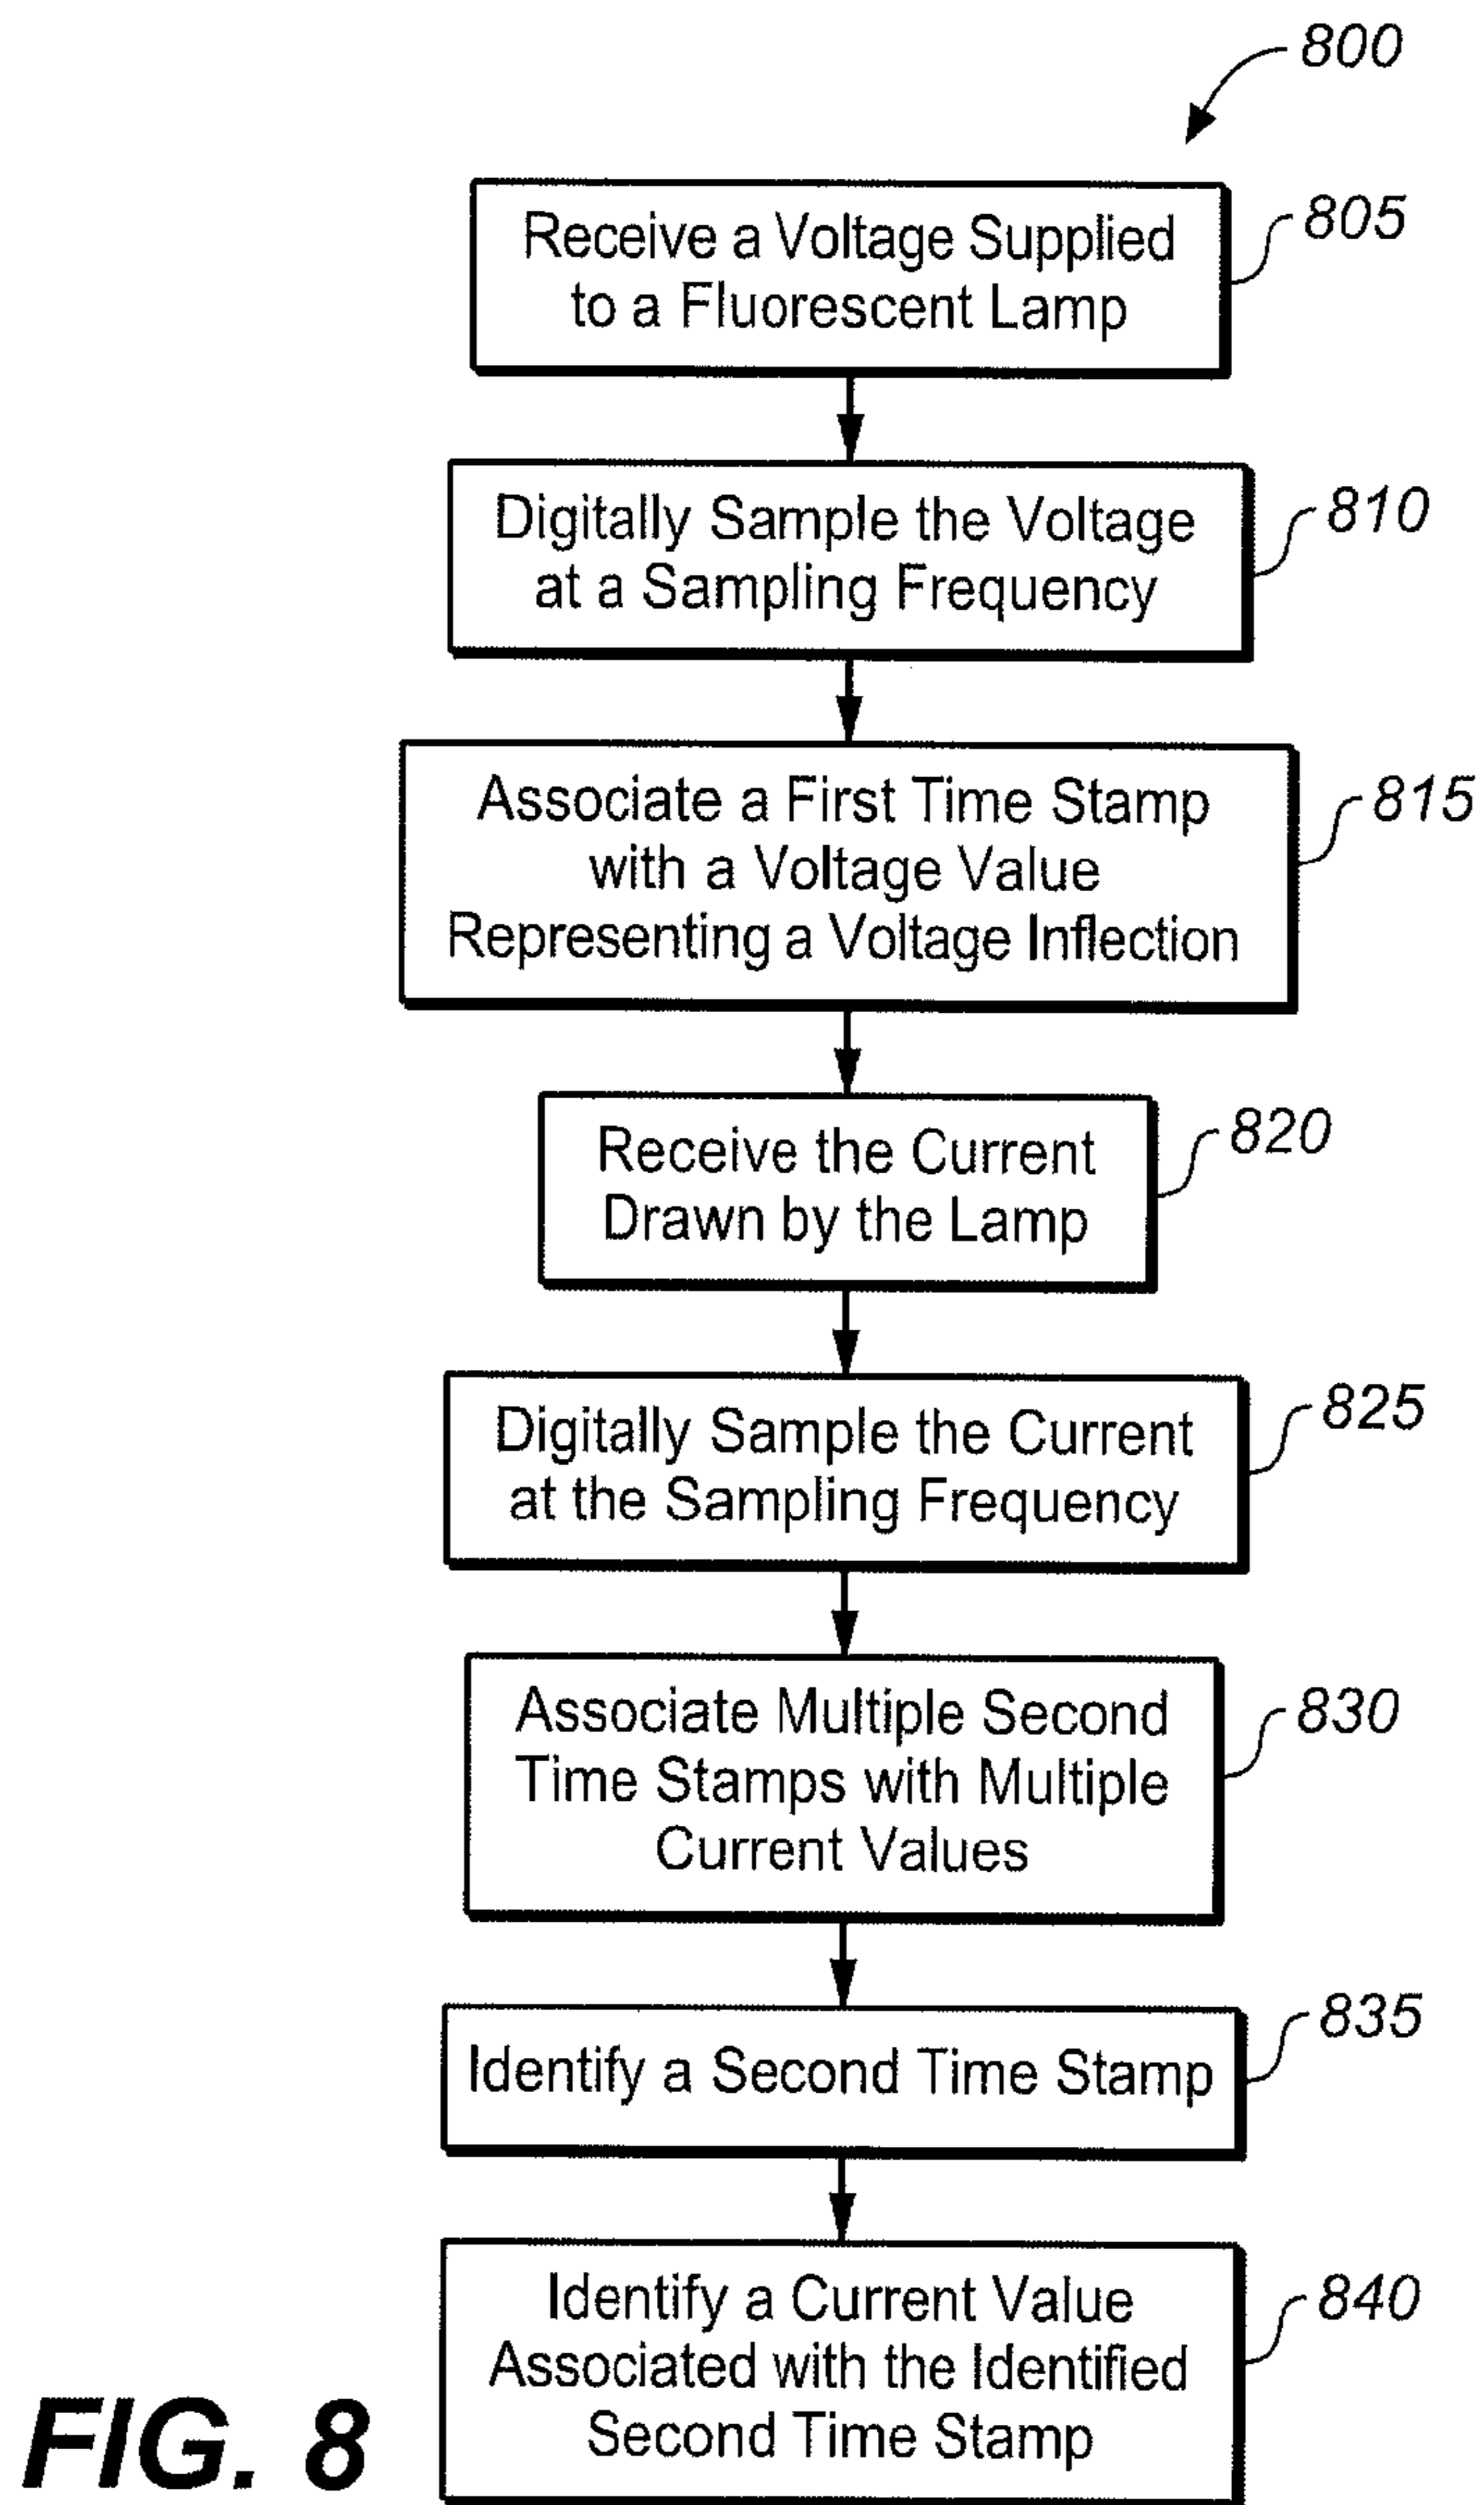 800
Receive a Voltage Supplied
to a Fluorescent Lamp
805
Digitally Sample the Voltage
at a Sampling Frequency
810
Associate a First Time Stamp
with a Voltage Value
Representing a Voltage Inflection
815
Receive the Current
Drawn by the Lamp
820
Digitally Sample the Current
at the Sampling Frequency
825
Associate Multiple Second
Time Stamps with Multiple
Current Values
830
Identify a Second Time Stamp
835
Identify a Current Value
Associated with the Identified
Second Time Stamp
840
FIG. 8